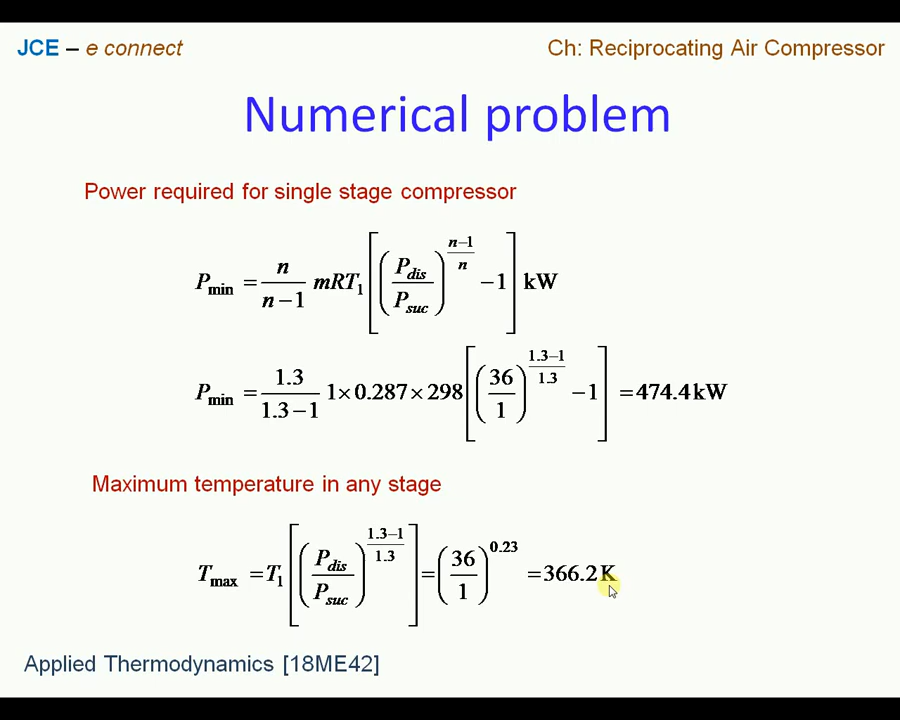 JCE – e connect
Ch: Reciprocating Air Compressor
Numerical problem
Power required for single stage compressor
P_min = n/(n−1) mRT_1 [(P_dis/P_suc)^((n−1)/n) − 1] kW
P_min = 1.3/(1.3−1) 1×0.287×298 [(36/1)^((1.3−1)/1.3) − 1] = 474.4 kW
Maximum temperature in any stage
T_max = T_1 [(P_dis/P_suc)^((1.3−1)/1.3)] = (36/1)^0.23 = 366.2 K
Applied Thermodynamics [18ME42]